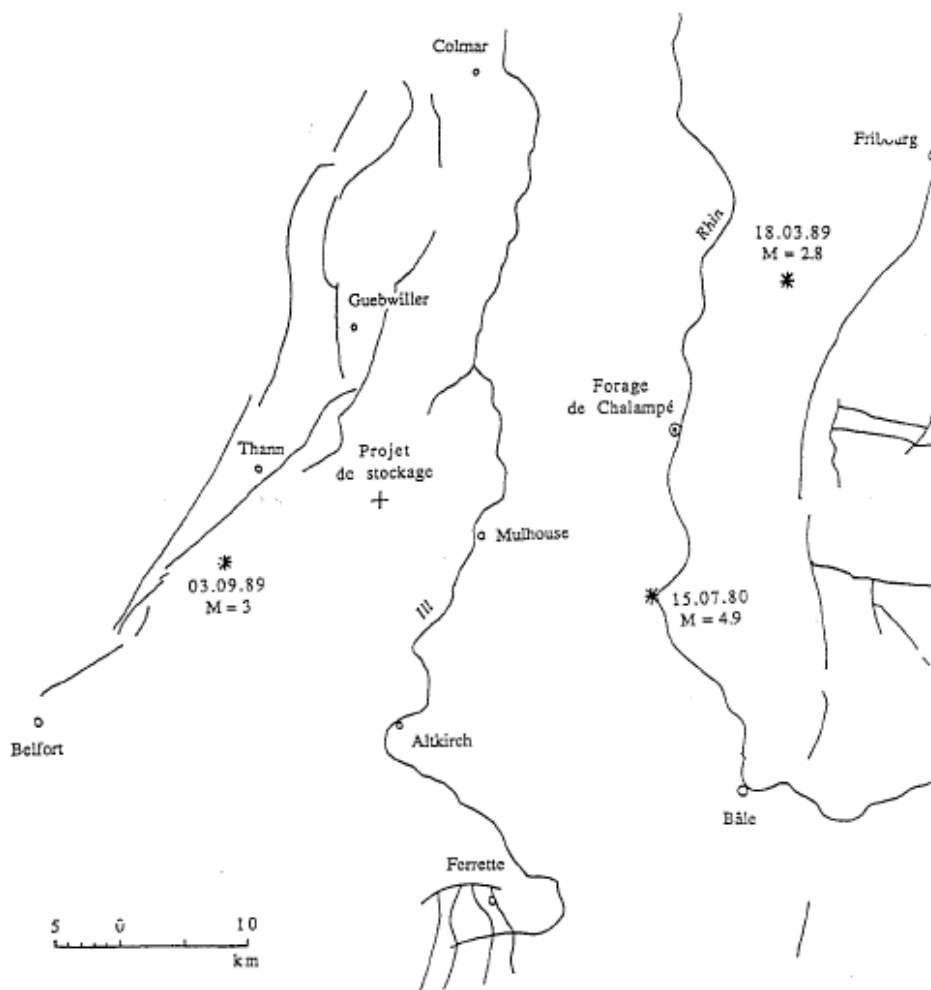 Colmar
Fribourg
Rhin
18.03.89
M = 2.8
Guebwiller
Forage
de Chalampé
Thann
Projet
de stockage
Mulhouse
03.09.89
M = 3
Ill
15.07.80
M = 4.9
Belfort
Altkirch
Bâle
Ferrette
5 0 10
km